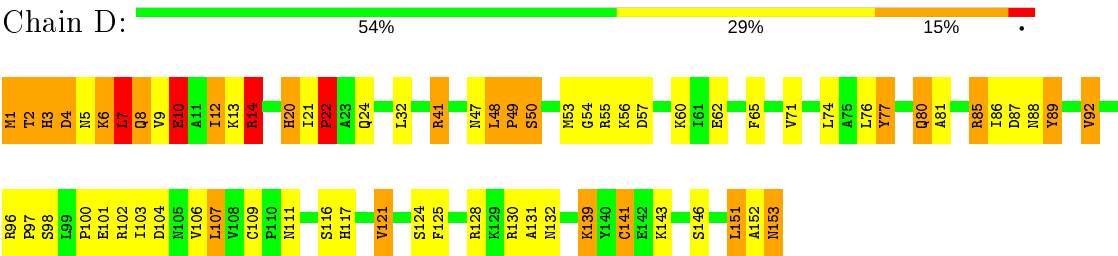 Chain D:
54% 29% 15% •
M1 T2 H3 D4 N5 K6 L7 Q8 V9 E10 A11 I12 K13 R14 H20 I21 P22 A23 Q24 L32 R41 N47 L48 P49 S50 M53 G54 R55 K56 D57 K60 I61 E62 F65 V71 L74 A75 L76 Y77 Q80 A81 R85 I86 D87 N88 Y89 V92
R96 P97 S98 L99 P100 E101 R102 I103 D104 N105 V106 L107 V108 C109 P110 N111 S116 H117 V121 S124 F125 R128 K129 R130 A131 N132 K139 Y140 C141 E142 K143 S146 L151 A152 N153